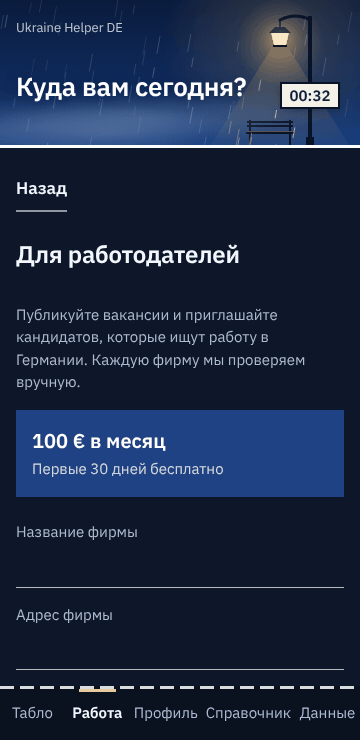 Ukraine Helper DE
Куда вам сегодня?
00:32
Назад
Для работодателей
Публикуйте вакансии и приглашайте
кандидатов, которые ищут работу в
Германии. Каждую фирму мы проверяем
вручную.
100 € в месяц
Первые 30 дней бесплатно
Название фирмы
Адрес фирмы
Табло Работа Профиль Справочник Данные